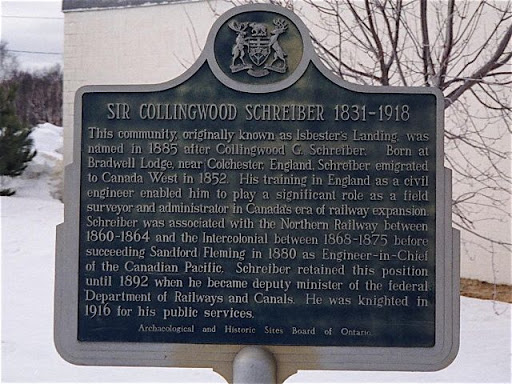 SIR COLLINGWOOD SCHREIBER 1831-1918
This community, originally known as Isbester's Landing, was
named in 1885 after Collingwood G. Schreiber. Born at
Bradwell Lodge, near Colchester, England, Schreiber emigrated
to Canada West in 1852. His training in England as a civil
engineer enabled him to play a significant role as a field
surveyor and administrator in Canada's era of railway expansion.
Schreiber was associated with the Northern Railway between
1860-1864 and the Intercolonial between 1868-1875 before
succeeding Sandford Fleming in 1880 as Engineer-in-Chief
of the Canadian Pacific. Schreiber retained this position
until 1892 when he became deputy minister of the federal
Department of Railways and Canals. He was knighted in
1916 for his public services.
Archaeological and Historic Sites Board of Ontario.